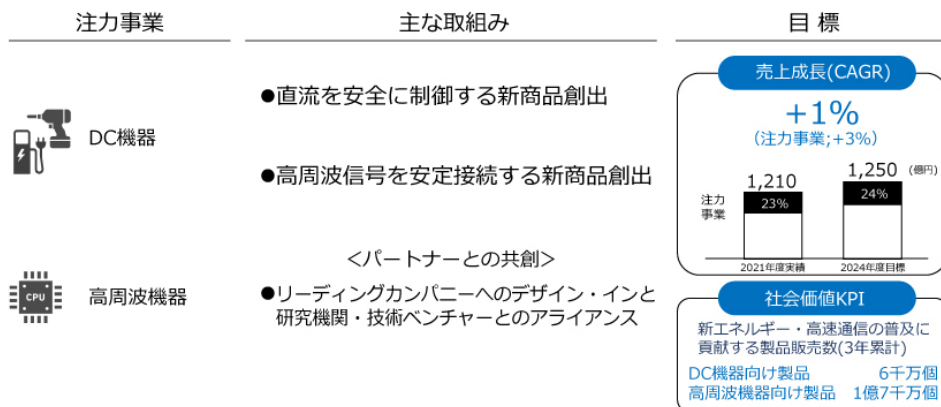 注力事業
主な取組み
目 標
DC機器
●直流を安全に制御する新商品創出
●高周波信号を安定接続する新商品創出
CPU
高周波機器
<パートナーとの共創>
●リーディングカンパニーへのデザイン・インと
研究機関・技術ベンチャーとのアライアンス
売上成長(CAGR)
+1%
(注力事業;+3%)
1,210
1,250
(億円)
注力
事業
23%
24%
2021年度実績
2024年度目標
社会価値KPI
新エネルギー・高速通信の普及に
貢献する製品販売数(3年累計)
DC機器向け製品 6千万個
高周波機器向け製品 1億7千万個